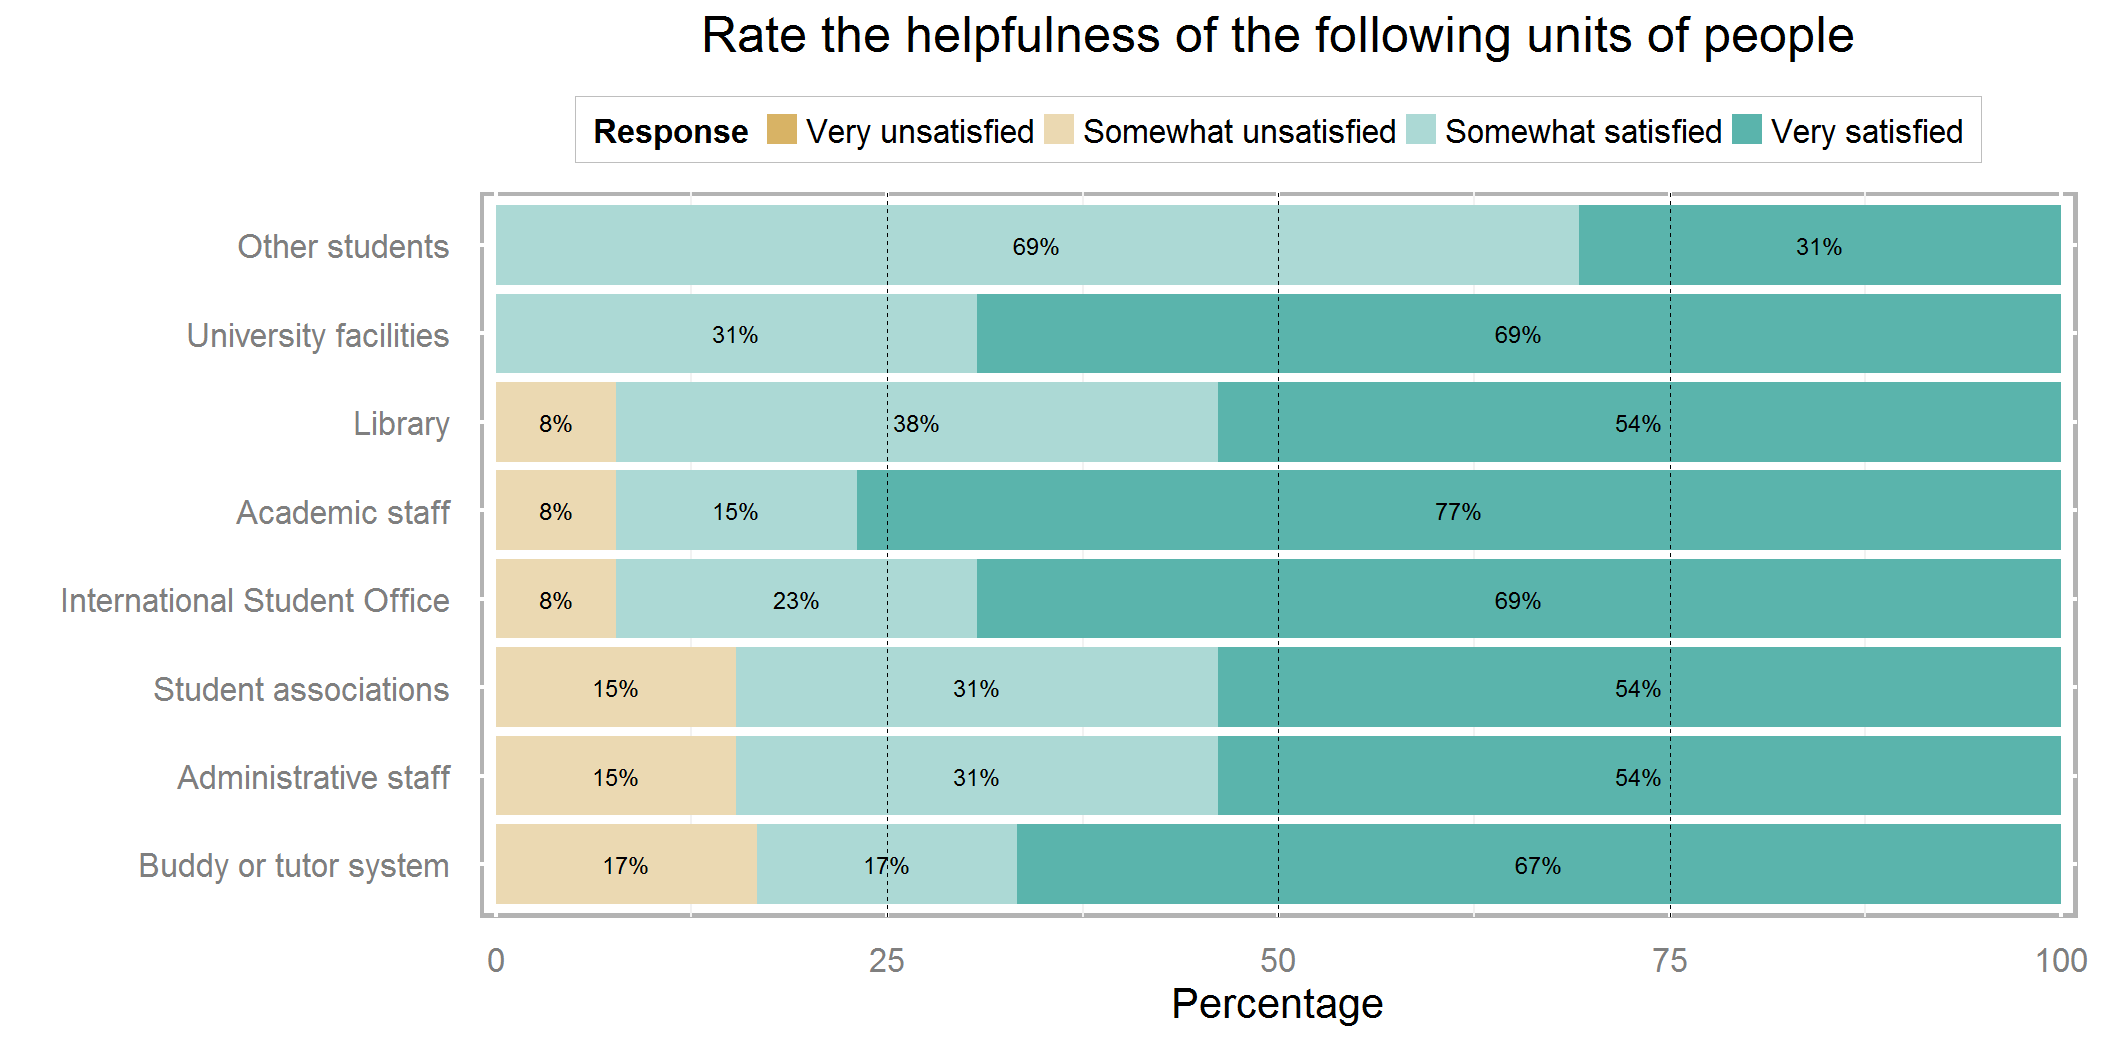 Rate the helpfulness of the following units of people
Response Very unsatisfied Somewhat unsatisfied Somewhat satisfied Very satisfied
Other students 69% 31%
University facilities 31% 69%
Library 8% 38% 54%
Academic staff 8% 15% 77%
International Student Office 8% 23% 69%
Student associations 15% 31% 54%
Administrative staff 15% 31% 54%
Buddy or tutor system 17% 17% 67%
0 25 50 75 100
Percentage